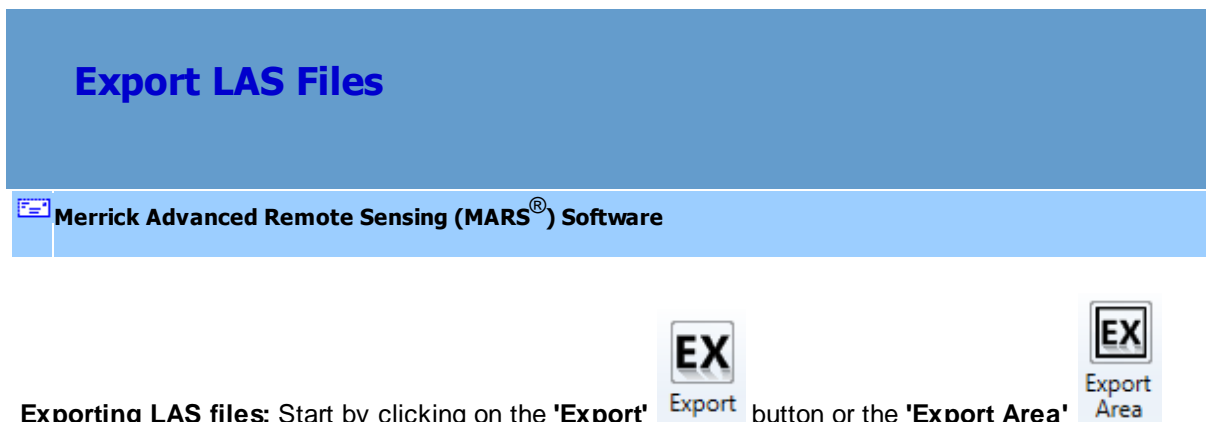 Export LAS Files
Merrick Advanced Remote Sensing (MARS®) Software
EX
EX
Export
Area
Exporting LAS files: Start by clicking on the 'Export' Export button or the 'Export Area'